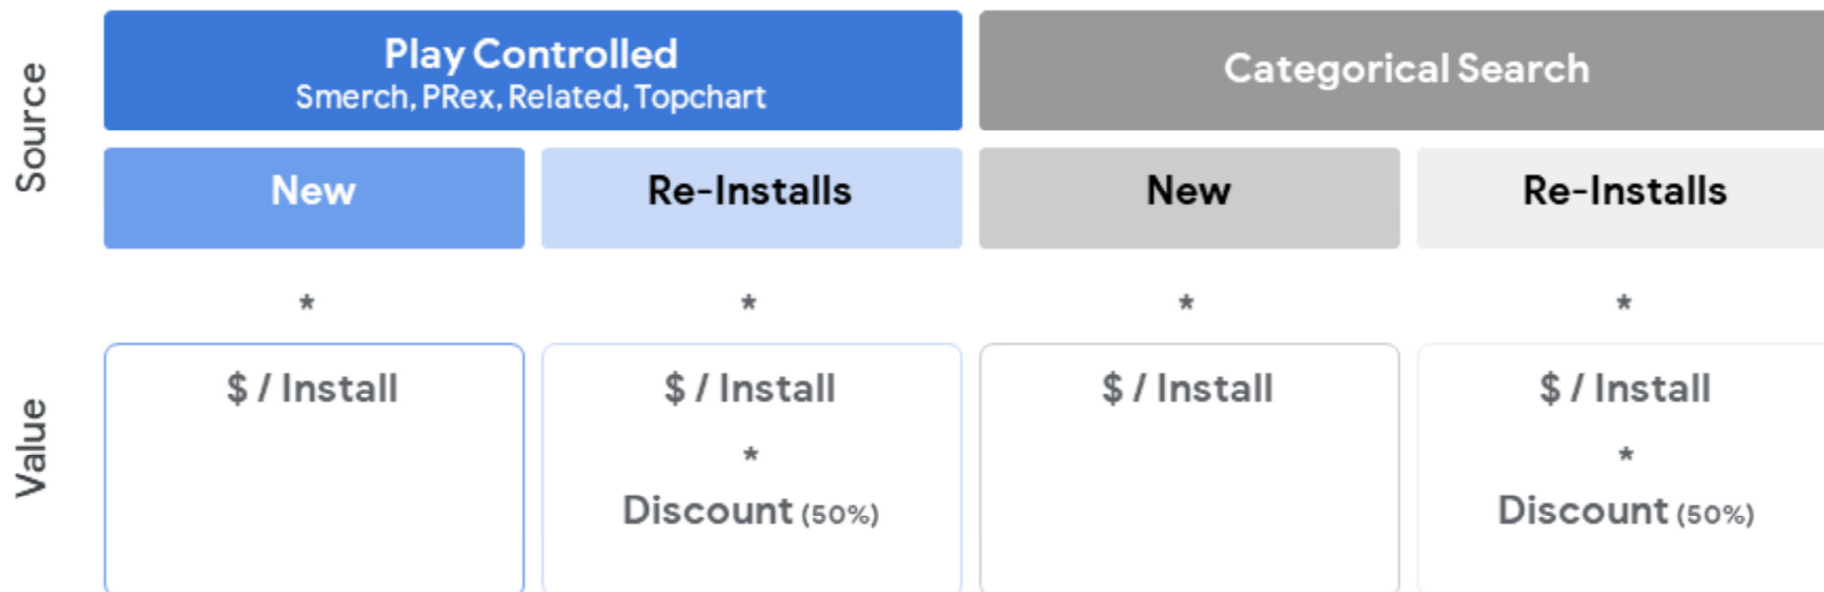 Source
Play Controlled
Smerch, PRex, Related, Topchart
Categorical Search
New
Re-Installs
New
Re-Installs
*
*
*
*
Value
$ / Install
$ / Install
*
Discount (50%)
$ / Install
$ / Install
*
Discount (50%)